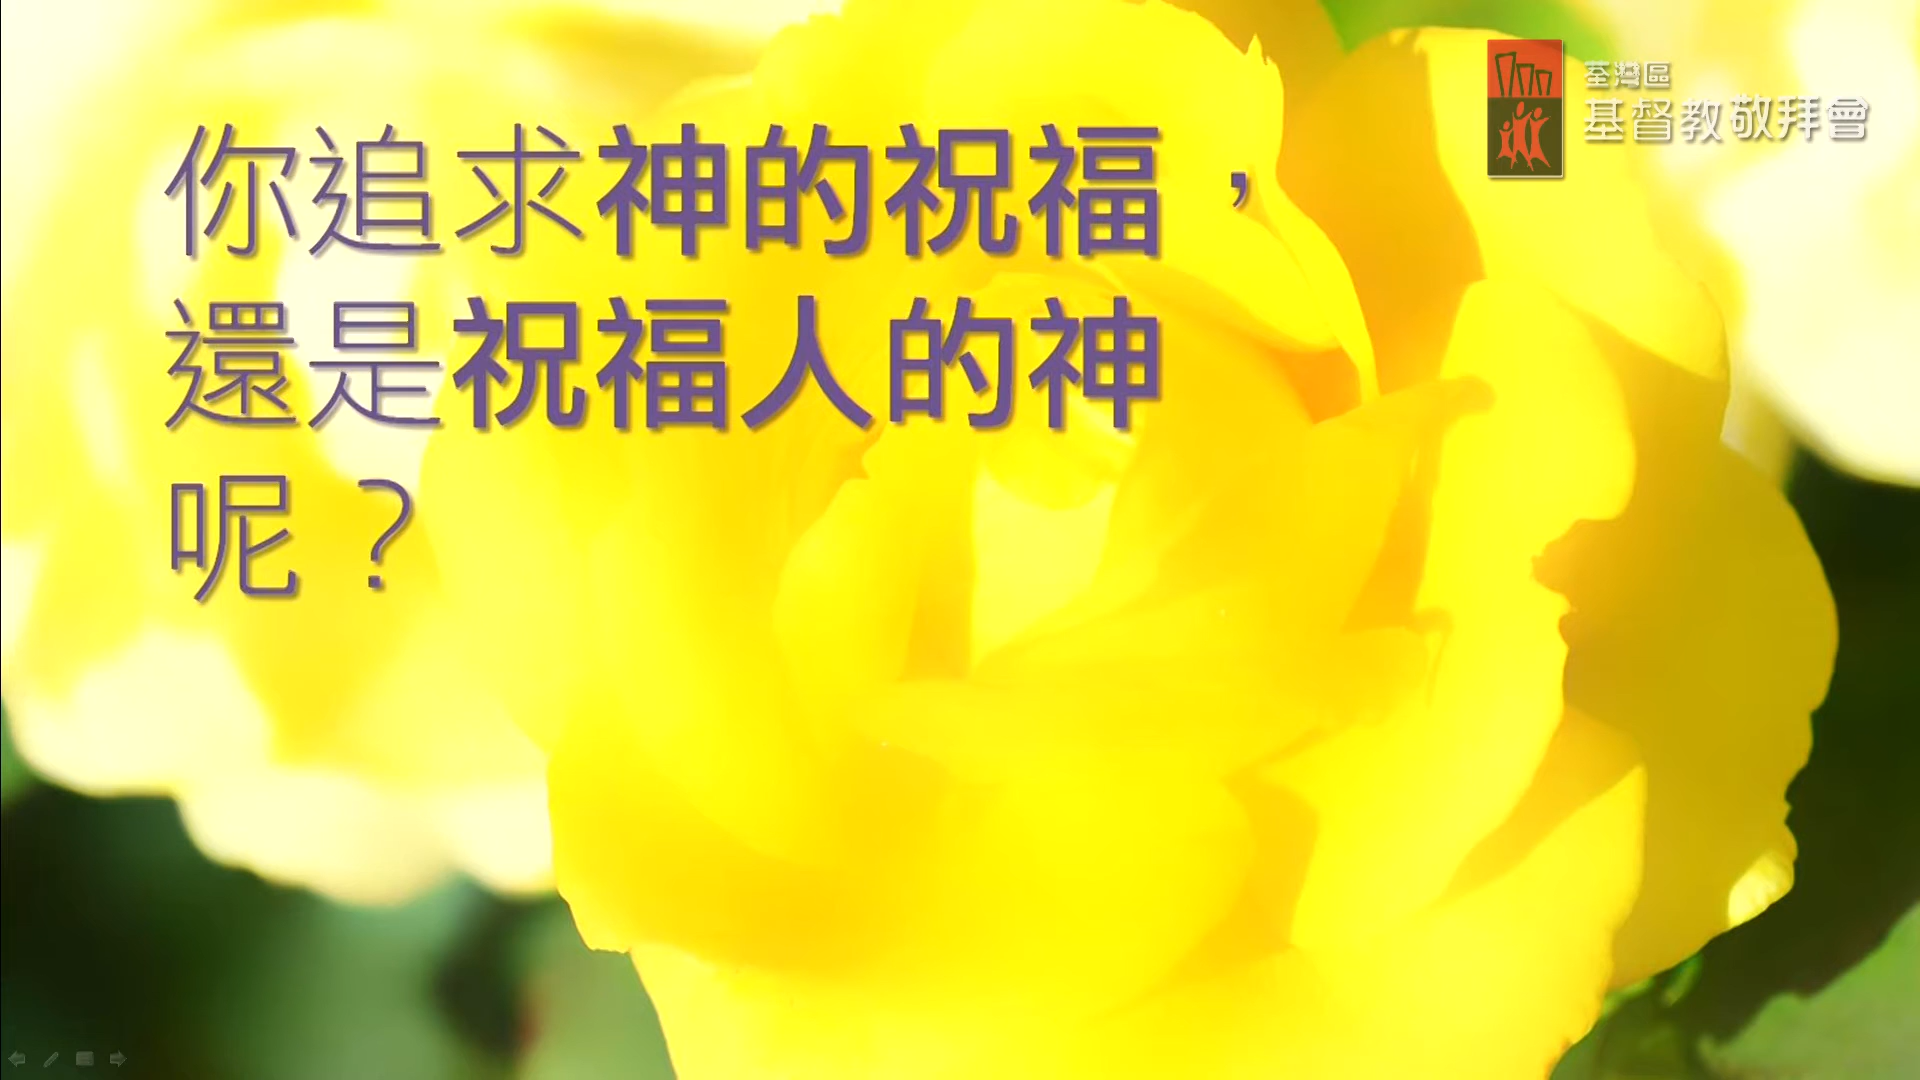 荃灣區
基督教敬拜會
你追求神的祝福，
還是祝福人的神
呢？